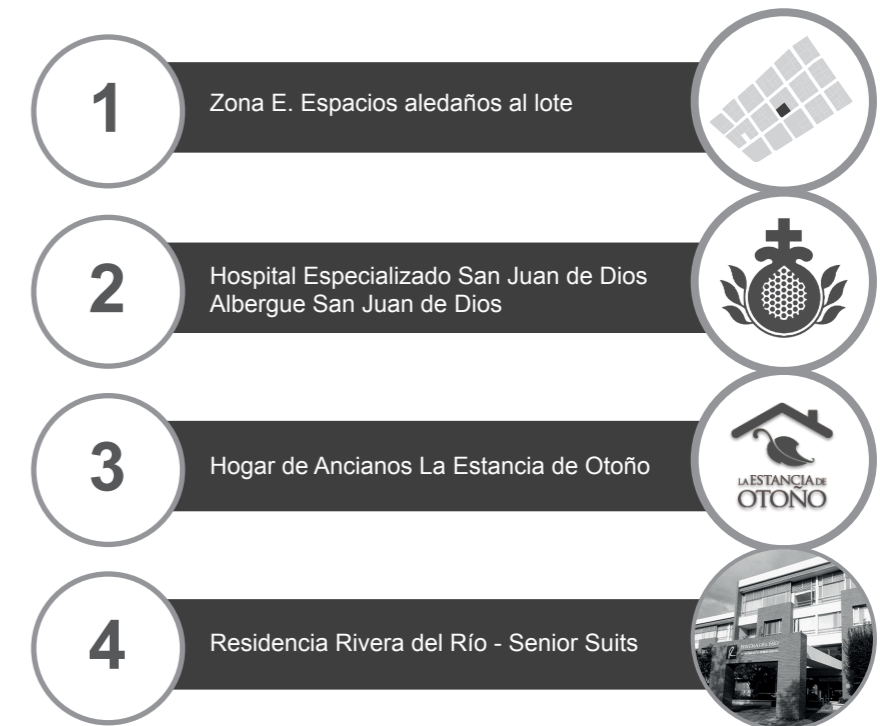 1
Zona E. Espacios aledaños al lote
2
Hospital Especializado San Juan de Dios
Albergue San Juan de Dios
3
Hogar de Ancianos La Estancia de Otoño
LA ESTANCIA DE
OTOÑO
4
Residencia Rivera del Río - Senior Suits